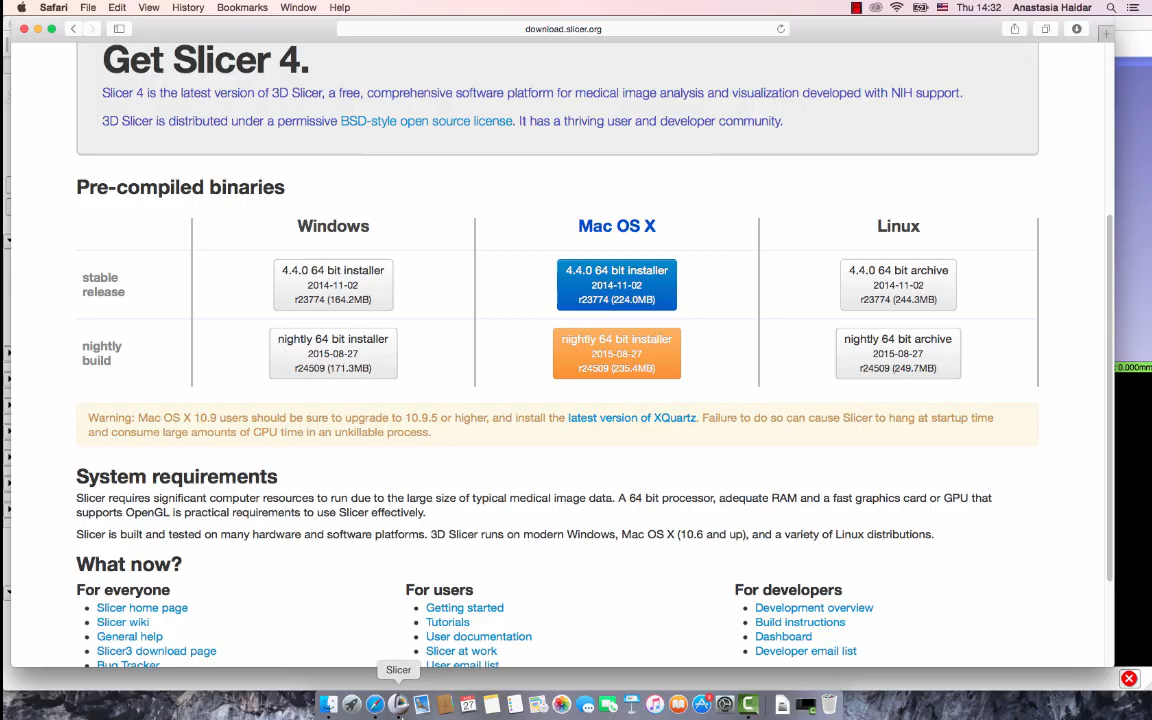 Safari File Edit View History Bookmarks Window Help Thu 14:32 Anastasia Haidar
download.slicer.org
Get Slicer 4.
Slicer 4 is the latest version of 3D Slicer, a free, comprehensive software platform for medical image analysis and visualization developed with NIH support.
3D Slicer is distributed under a permissive BSD-style open source license. It has a thriving user and developer community.
Pre-compiled binaries
Windows Mac OS X Linux
stable
release
4.4.0 64 bit installer
2014-11-02
r23774 (164.2MB)
4.4.0 64 bit installer
2014-11-02
r23774 (224.0MB)
4.4.0 64 bit archive
2014-11-02
r23774 (244.3MB)
nightly
build
nightly 64 bit installer
2015-08-27
r24509 (171.3MB)
nightly 64 bit installer
2015-08-27
r24509 (235.4MB)
nightly 64 bit archive
2015-08-27
r24509 (249.7MB)
0.000mm
Warning: Mac OS X 10.9 users should be sure to upgrade to 10.9.5 or higher, and install the latest version of XQuartz. Failure to do so can cause Slicer to hang at startup time
and consume large amounts of CPU time in an unkillable process.
System requirements
Slicer requires significant computer resources to run due to the large size of typical medical image data. A 64 bit processor, adequate RAM and a fast graphics card or GPU that
supports OpenGL is practical requirements to use Slicer effectively.
Slicer is built and tested on many hardware and software platforms. 3D Slicer runs on modern Windows, Mac OS X (10.6 and up), and a variety of Linux distributions.
What now?
For everyone
Slicer home page
Slicer wiki
General help
Slicer3 download page
Bug Tracker
For users
Getting started
Tutorials
User documentation
Slicer at work
User email list
For developers
Development overview
Build instructions
Dashboard
Developer email list
Slicer
27